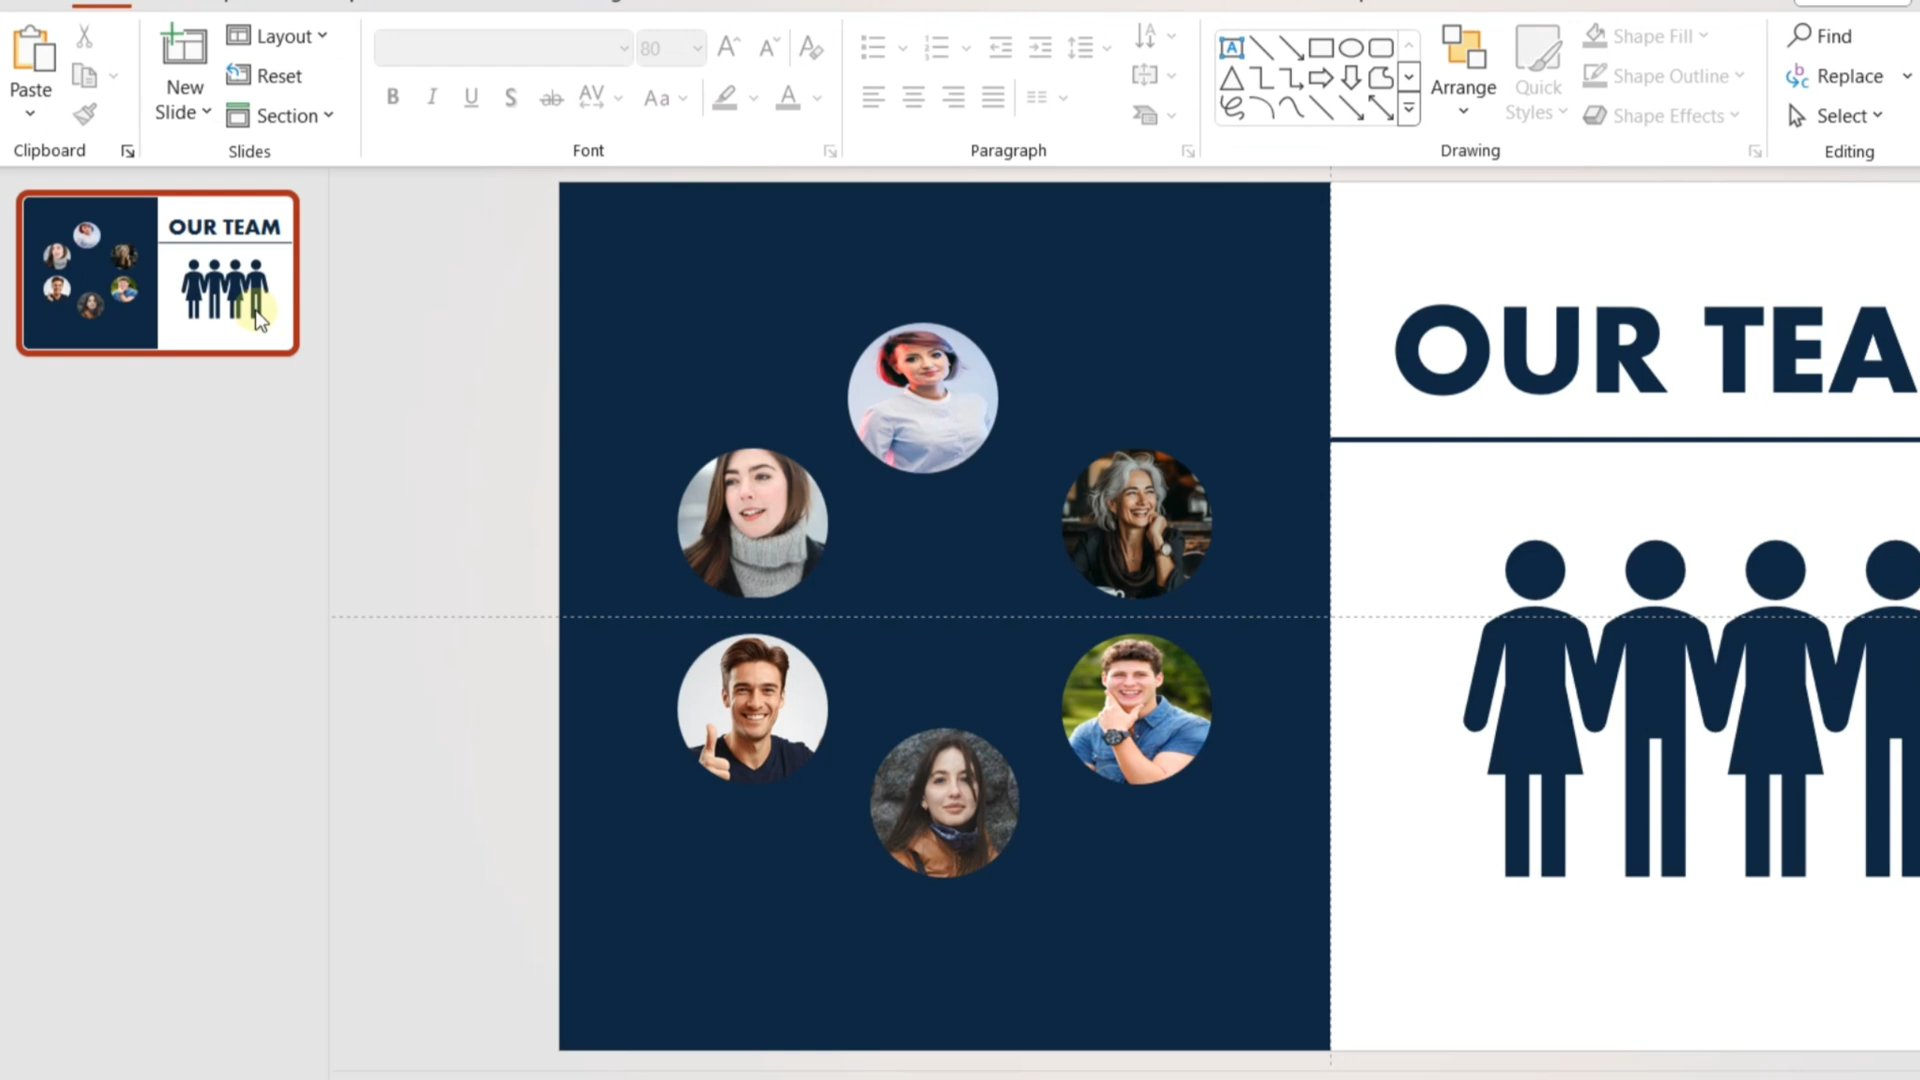 Paste
Clipboard
New
Slide
Layout
Reset
Section
Slides
80
A A A
B I U S ab AV Aa A
Font
Paragraph
A
Arrange
Quick
Styles
Shape Fill
Shape Outline
Shape Effects
Drawing
Find
Replace
Select
Editing
OUR TEAM
OUR TEA